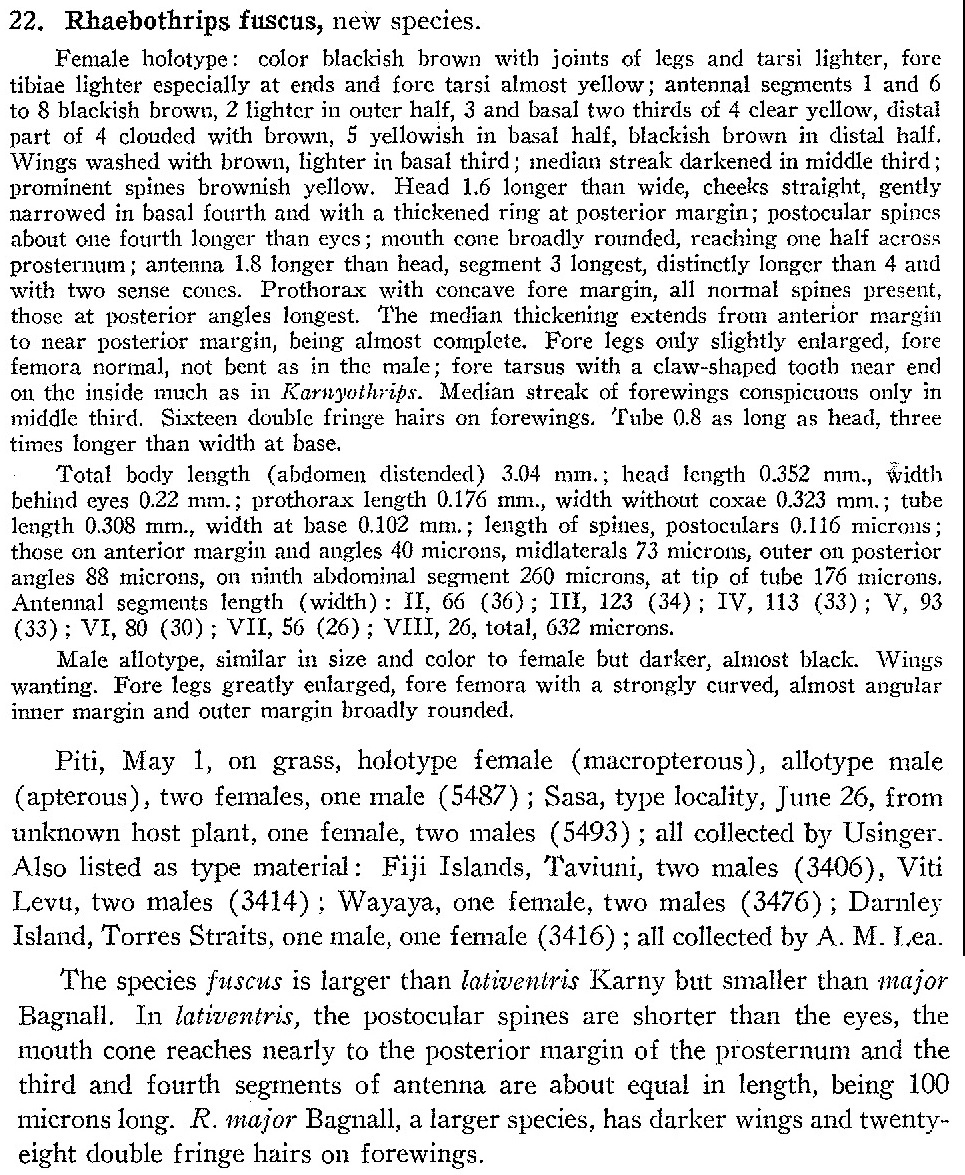 22. Rhaebothrips fuscus, new species.
Female holotype: color blackish brown with joints of legs and tarsi lighter, fore
tibiae lighter especially at ends and fore tarsi almost yellow; antennal segments 1 and 6
to 8 blackish brown, 2 lighter in outer half, 3 and basal two thirds of 4 clear yellow, distal
part of 4 clouded with brown, 5 yellowish in basal half, blackish brown in distal half.
Wings washed with brown, lighter in basal third; median streak darkened in middle third;
prominent spines brownish yellow. Head 1.6 longer than wide, cheeks straight, gently
narrowed in basal fourth and with a thickened ring at posterior margin; postocular spines
about one fourth longer than eyes; mouth cone broadly rounded, reaching one half across
prosternum; antenna 1.8 longer than head, segment 3 longest, distinctly longer than 4 and
with two sense cones. Prothorax with concave fore margin, all normal spines present,
those at posterior angles longest. The median thickening extends from anterior margin
to near posterior margin, being almost complete. Fore legs only slightly enlarged, fore
femora normal, not bent as in the male; fore tarsus with a claw-shaped tooth near end
on the inside much as in Karnyothrips. Median streak of forewings conspicuous only in
middle third. Sixteen double fringe hairs on forewings. Tube 0.8 as long as head, three
times longer than width at base.
Total body length (abdomen distended) 3.04 mm.; head length 0.352 mm., width
behind eyes 0.22 mm.; prothorax length 0.176 mm., width without coxae 0.323 mm.; tube
length 0.308 mm., width at base 0.102 mm.; length of spines, postoculars 0.116 microns;
those on anterior margin and angles 40 microns, midlaterals 73 microns, outer on posterior
angles 88 microns, on ninth abdominal segment 260 microns, at tip of tube 176 microns.
Antennal segments length (width): II, 66 (36); III, 123 (34); IV, 113 (33); V, 93
(33); VI, 80 (30); VII, 56 (26); VIII, 26, total, 632 microns.
Male allotype, similar in size and color to female but darker, almost black. Wings
wanting. Fore legs greatly enlarged, fore femora with a strongly curved, almost angular
inner margin and outer margin broadly rounded.
Piti, May 1, on grass, holotype female (macropterous), allotype male
(apterous), two females, one male (5487); Sasa, type locality, June 26, from
unknown host plant, one female, two males (5493); all collected by Usinger.
Also listed as type material: Fiji Islands, Taviuni, two males (3406), Viti
Levu, two males (3414); Wayaya, one female, two males (3476); Darnley
Island, Torres Straits, one male, one female (3416); all collected by A. M. Lea.
The species fuscus is larger than lativentris Karny but smaller than major
Bagnall. In lativentris, the postocular spines are shorter than the eyes, the
mouth cone reaches nearly to the posterior margin of the prosternum and the
third and fourth segments of antenna are about equal in length, being 100
microns long. R. major Bagnall, a larger species, has darker wings and twenty-
eight double fringe hairs on forewings.